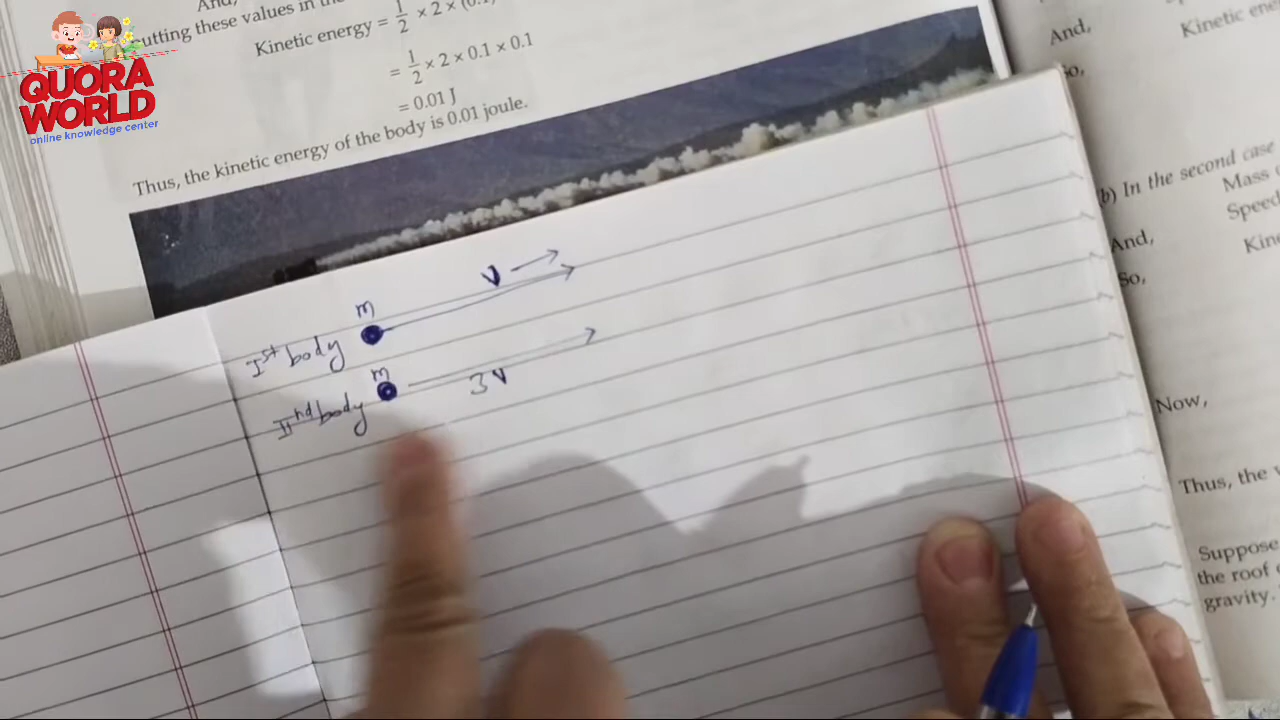 QUORA
WORLD
online knowledge center
And,
cutting these values in the
Kinetic energy = 1/2 × 2 × (0.1)
= 1/2 × 2 × 0.1 × 0.1
= 0.01 J
Thus, the kinetic energy of the body is 0.01 joule.
m
V
Ist body
m
3V
IInd body
And,
Kinetic ene
So,
(b) In the second case
Mass
Speed
And,
Kine
So,
Now,
Thus, the
Suppose
the roof
gravity.